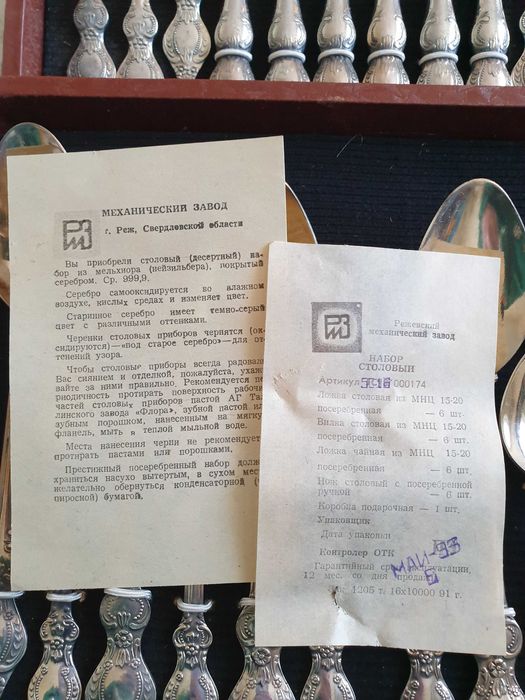 МЕХАНИЧЕСКИЙ ЗАВОД
г. Реж, Свердловской области
Вы приобрели столовый (десертный) на-
бор из мельхиора (нейзильбера), покрытый
серебром. Ср. 999,9.
Серебро самооксидируется во влажном
воздухе, кислых средах и изменяет цвет.
Старинное серебро имеет темно-серый
цвет с различными оттенками.
Черенки столовых приборов чернятся (ок-
сидируются) — «под старое серебро» — для от-
тенений узора.
Чтобы столовые приборы всегда радовали
Вас сиянием и отделкой, пожалуйста, ухажи-
вайте за ними правильно. Рекомендуется пе-
риодичность протирать поверхность рабочи
частей столовых приборов пастой АГ Тал
линского завода «Флора», зубной пастой ил
зубным порошком, нанесенным на мягку
фланель, мыть в теплой мыльной воде.
Места нанесения черни не рекомендует
протирать пастами или порошками.
Престижный посеребренный набор долж
храниться насухо вытертым, в сухом мес
желательно обернуться конденсаторной (
пиросной) бумагой.
РМЗ
Режевский
механический завод
НАБОР
СТОЛОВЫЙ
Артикул 000174
Ложка столовая из МНЦ 15-20
посеребренная — 6 шт.
Вилка столовая из МНЦ 15-20
посеребренная — 6 шт.
Ложка чайная из МНЦ 15-20
посеребренная — 6 шт.
Нож столовый с посеребренной
ручкой — 6 шт.
Коробка подарочная — 1 шт.
Упаковщик
Дата упаковки
Контролер ОТК
МАЙ-93
Гарантийный срок эксплуатации,
12 мес. со дня продажи
1205 т. 16х10000 91 г.